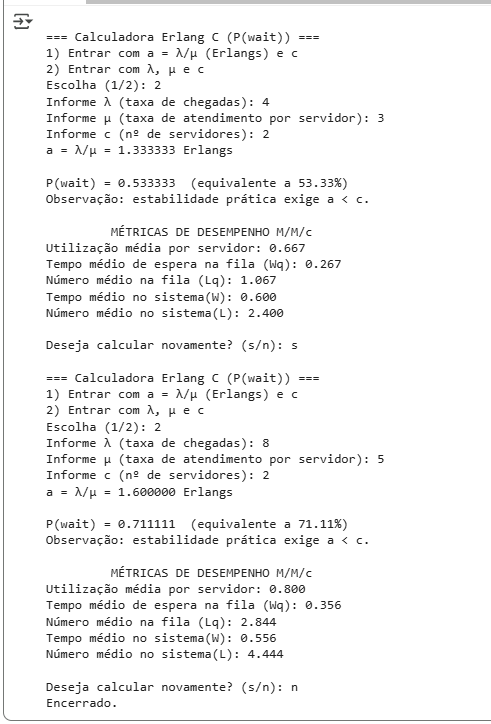 === Calculadora Erlang C (P(wait)) ===
1) Entrar com a = λ/μ (Erlangs) e c
2) Entrar com λ, μ e c
Escolha (1/2): 2
Informe λ (taxa de chegadas): 4
Informe μ (taxa de atendimento por servidor): 3
Informe c (nº de servidores): 2
a = λ/μ = 1.333333 Erlangs

P(wait) = 0.533333  (equivalente a 53.33%)
Observação: estabilidade prática exige a < c.

MÉTRICAS DE DESEMPENHO M/M/c
Utilização média por servidor: 0.667
Tempo médio de espera na fila (Wq): 0.267
Número médio na fila (Lq): 1.067
Tempo médio no sistema(W): 0.600
Número médio no sistema(L): 2.400

Deseja calcular novamente? (s/n): s

=== Calculadora Erlang C (P(wait)) ===
1) Entrar com a = λ/μ (Erlangs) e c
2) Entrar com λ, μ e c
Escolha (1/2): 2
Informe λ (taxa de chegadas): 8
Informe μ (taxa de atendimento por servidor): 5
Informe c (nº de servidores): 2
a = λ/μ = 1.600000 Erlangs

P(wait) = 0.711111  (equivalente a 71.11%)
Observação: estabilidade prática exige a < c.

MÉTRICAS DE DESEMPENHO M/M/c
Utilização média por servidor: 0.800
Tempo médio de espera na fila (Wq): 0.356
Número médio na fila (Lq): 2.844
Tempo médio no sistema(W): 0.556
Número médio no sistema(L): 4.444

Deseja calcular novamente? (s/n): n
Encerrado.